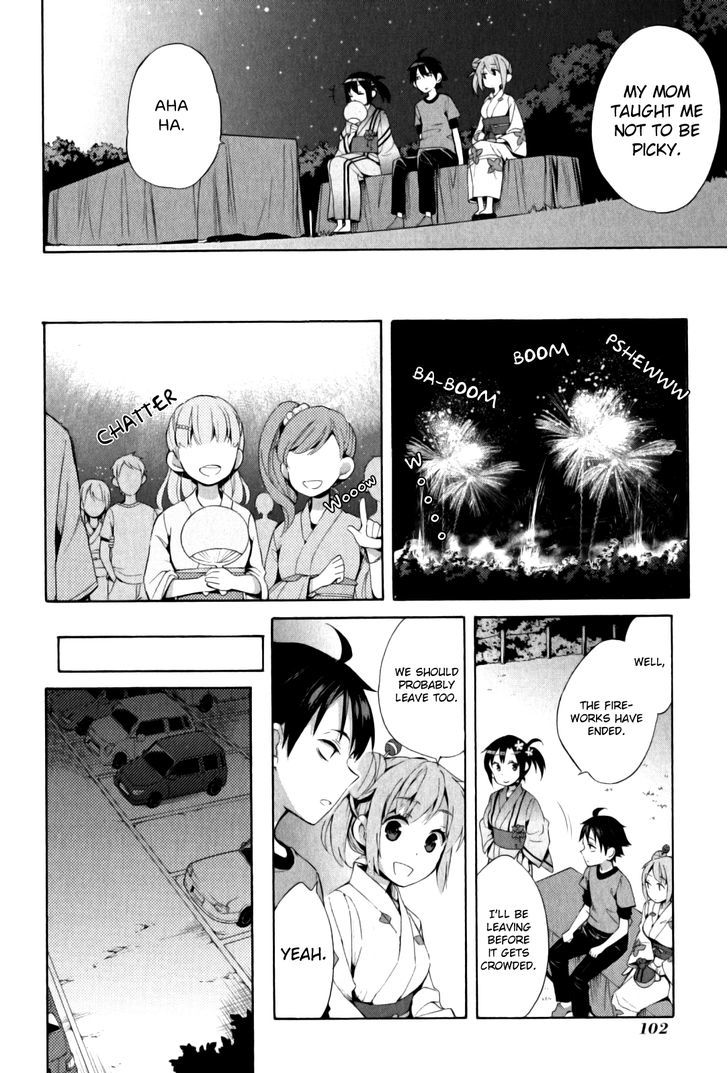 MY MOM
TAUGHT ME
NOT TO BE
PICKY.
AHA
HA.
PSHEWWW
BOOM
BA-BOOM
Woooo
CHATTER
Wooow
WELL,
THE FIRE-
WORKS HAVE
ENDED.
I'LL BE
LEAVING
BEFORE
IT GETS
CROWDED.
WE SHOULD
PROBABLY
LEAVE TOO.
YEAH.
102